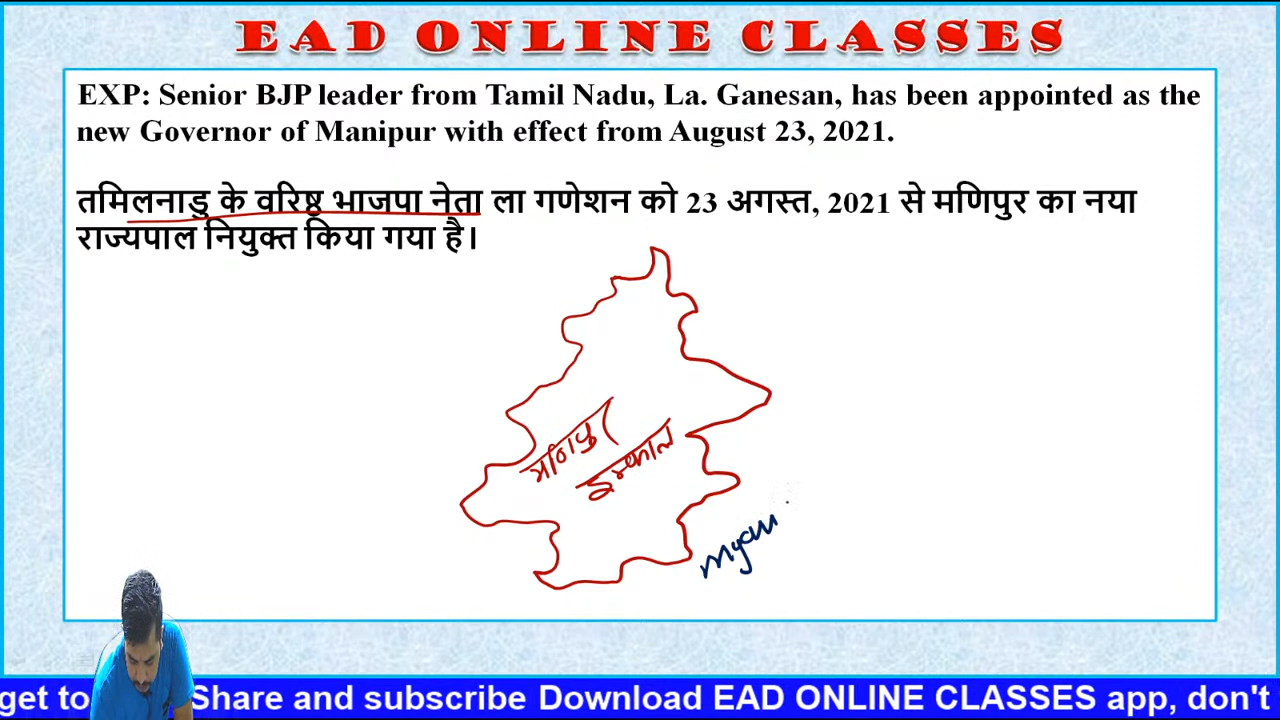 EAD ONLINE CLASSES
EXP: Senior BJP leader from Tamil Nadu, La. Ganesan, has been appointed as the
new Governor of Manipur with effect from August 23, 2021.
तमिलनाडु के वरिष्ठ भाजपा नेता ला गणेशन को 23 अगस्त, 2021 से मणिपुर का नया
राज्यपाल नियुक्त किया गया है।
मणिपुर
इम्फाल
Myam
get to Share and subscribe Download EAD ONLINE CLASSES app, don't